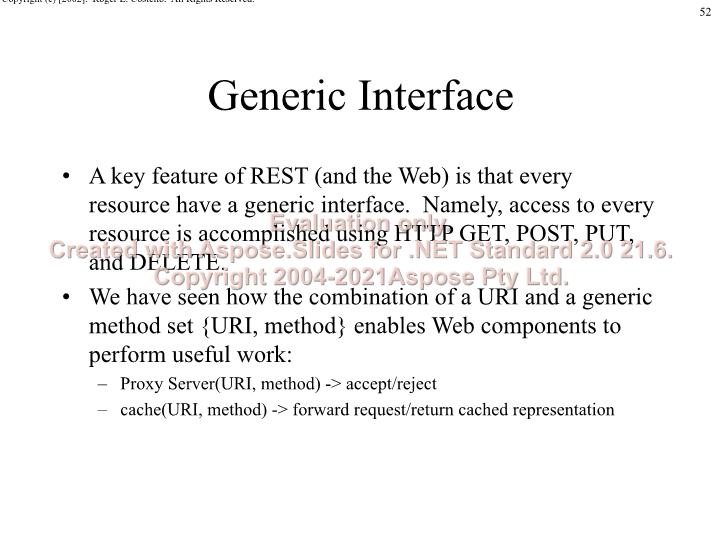 Copyright (c) [2002]. Roger L. Costello. All Rights Reserved.
52
Generic Interface
• A key feature of REST (and the Web) is that every
resource have a generic interface. Namely, access to every
resource is accomplished using HTTP GET, POST, PUT,
and DELETE.
Evaluation only.
Created with Aspose.Slides for .NET Standard 2.0 21.6.
Copyright 2004-2021Aspose Pty Ltd.
• We have seen how the combination of a URI and a generic
method set {URI, method} enables Web components to
perform useful work:
– Proxy Server(URI, method) -> accept/reject
– cache(URI, method) -> forward request/return cached representation